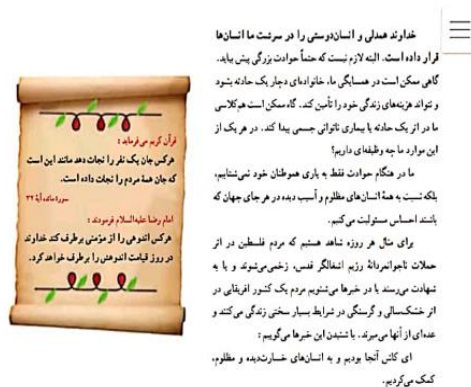 خداوند همدلی و انسان‌دوستی را در سرشت ما انسان‌ها
قرار داده است. البته لازم نیست که حتماً حوادث بزرگی پیش بیاید.
گاهی ممکن است در همسایگی ما، خانواده‌ای دچار یک حادثه بشود
و نتواند هزینه‌های زندگی خود را تأمین کند. گاه ممکن است هم‌کلاسی
ما در اثر یک حادثه یا بیماری ناتوانی جسمی پیدا کند. در هر یک از
این موارد ما چه وظیفه‌ای داریم؟
ما در هنگام حوادث فقط به یاری هموطنان خود نمی‌شتابیم،
بلکه نسبت به همهٔ انسان‌های مظلوم و آسیب دیده در هر جای جهان که
باشند احساس مسئولیت می‌کنیم.
برای مثال هر روزه شاهد هستیم که مردم فلسطین در اثر
حملات ناجوانمردانهٔ رژیم اشغالگر قدس، زخمی می‌شوند و یا به
شهادت می‌رسند یا در خبرها می‌شنویم مردم یک کشور افریقایی در
اثر خشک‌سالی و گرسنگی در شرایط بسیار سختی زندگی می‌کنند و
عده‌ای از آنها می‌میرند. با شنیدن این خبرها می‌گوییم :
ای کاش آنجا بودیم و به انسان‌های خسارت‌دیده و مظلوم،
کمک می‌کردیم.
قرآن کریم می‌فرماید :
هرکس جان یک نفر را نجات دهد مانند این است
که جان همهٔ مردم را نجات داده است.
سورهٔ مائده آیهٔ ۳۲
امام رضا علیه‌السلام فرمودند :
هرکس اندوهی را از مؤمنی برطرف کند خداوند
در روز قیامت اندوهش را برطرف خواهد کرد.